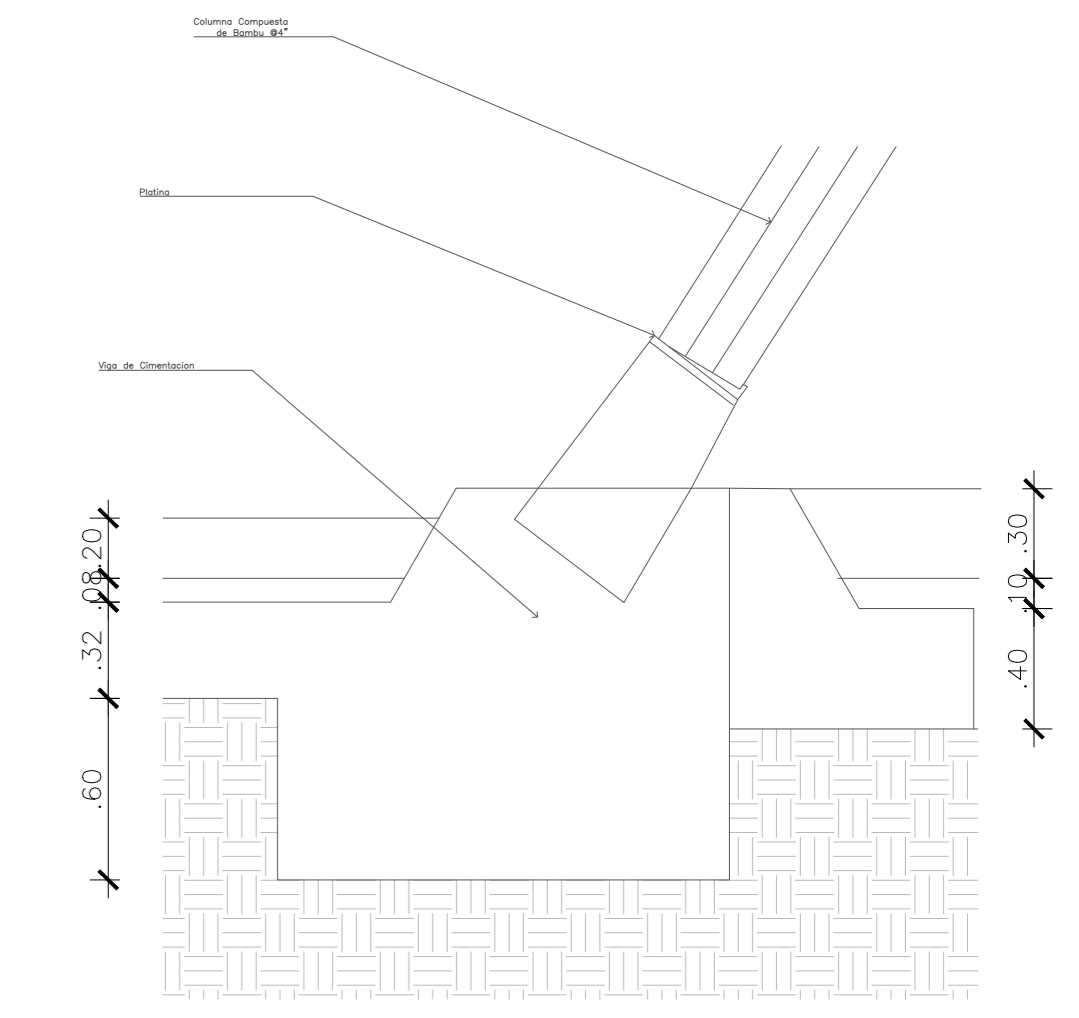 Columna Compuesta
de Bambu @4"
Platina
Viga de Cimentacion
.20
.08
.32
.60
.30
.10
.40